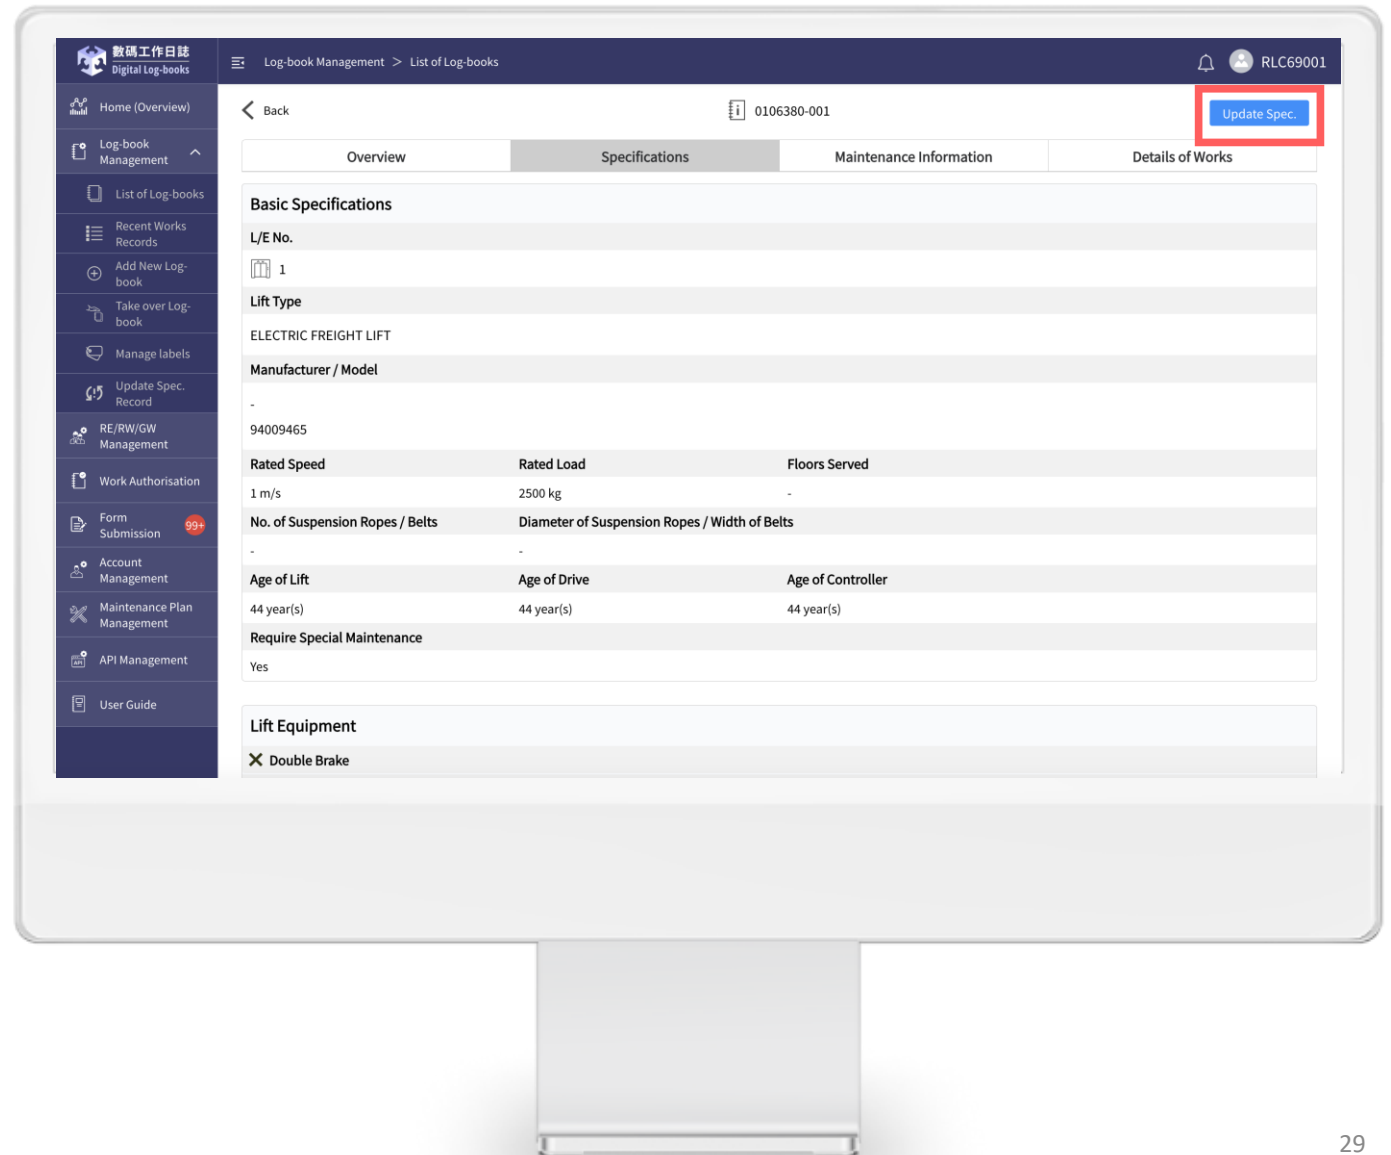 數碼工作日誌
Digital Log-books
Log-book Management > List of Log-books
RLC69001
Home (Overview)
Log-book
Management
List of Log-books
Recent Works
Records
Add New Log-
book
Take over Log-
book
Manage labels
Update Spec.
Record
RE/RW/GW
Management
Work Authorisation
Form
Submission
99+
Account
Management
Maintenance Plan
Management
API Management
User Guide
Back
0106380-001
Update Spec.
Overview Specifications Maintenance Information Details of Works
Basic Specifications
L/E No.
1
Lift Type
ELECTRIC FREIGHT LIFT
Manufacturer / Model
-
94009465
Rated Speed Rated Load Floors Served
1 m/s 2500 kg -
No. of Suspension Ropes / Belts Diameter of Suspension Ropes / Width of Belts
- -
Age of Lift Age of Drive Age of Controller
44 year(s) 44 year(s) 44 year(s)
Require Special Maintenance
Yes
Lift Equipment
Double Brake
29